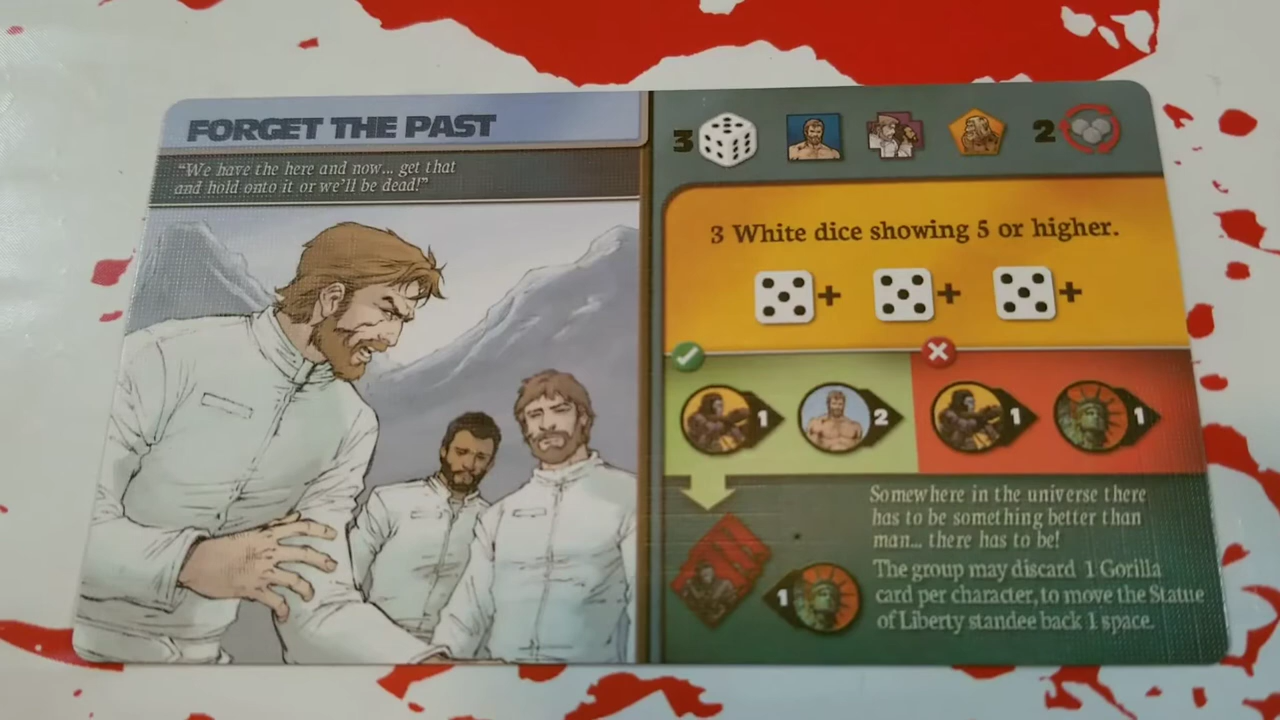 FORGET THE PAST
"We have the here and now... get that
and hold onto it or we'll be dead!"
3
2
3 White dice showing 5 or higher.
+ + +
1 2 1 1
Somewhere in the universe there
has to be something better than
man... there has to be!
1
The group may discard 1 Gorilla
card per character, to move the Statue
of Liberty standee back 1 space.